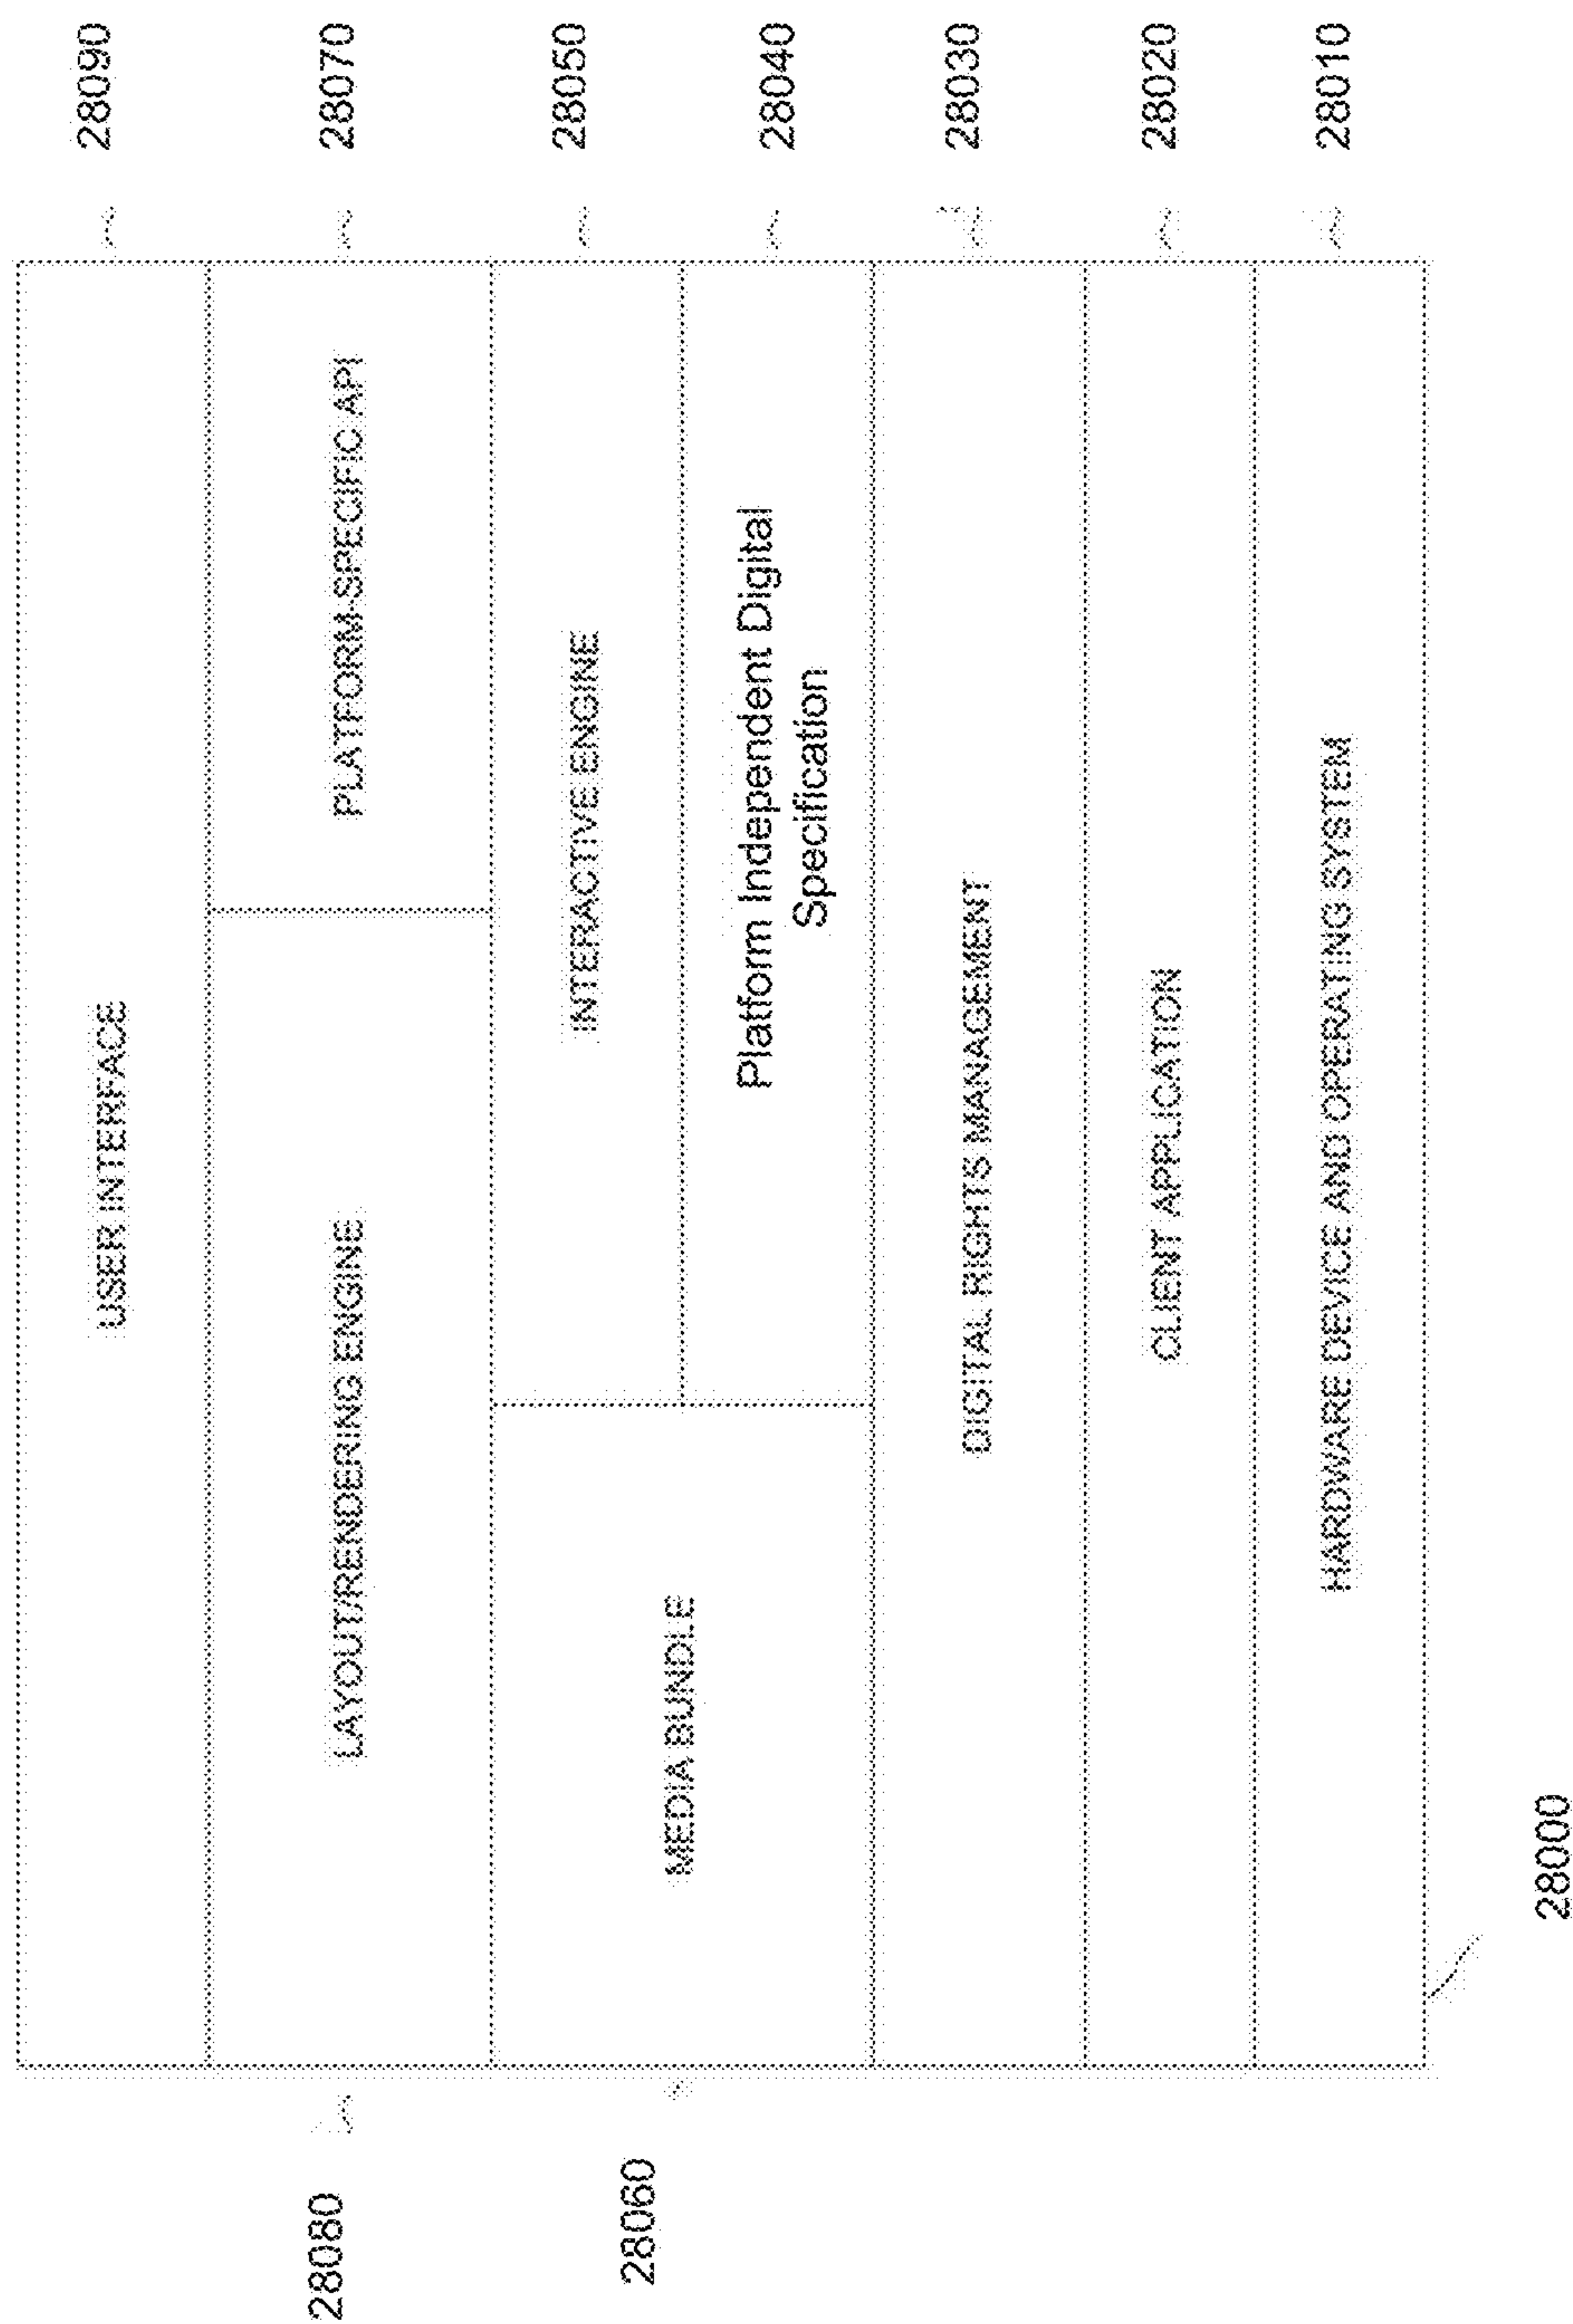 USER INTERFACE
28090
28080
LAYOUT/RENDERING ENGINE
PLATFORM-SPECIFIC API
28070
INTERACTIVE ENGINE
28050
28060
MEDIA BUNDLE
Platform Independent Digital
Specification
28040
DIGITAL RIGHTS MANAGEMENT
28030
CLIENT APPLICATION
28020
HARDWARE DEVICE AND OPERATING SYSTEM
28010
28000